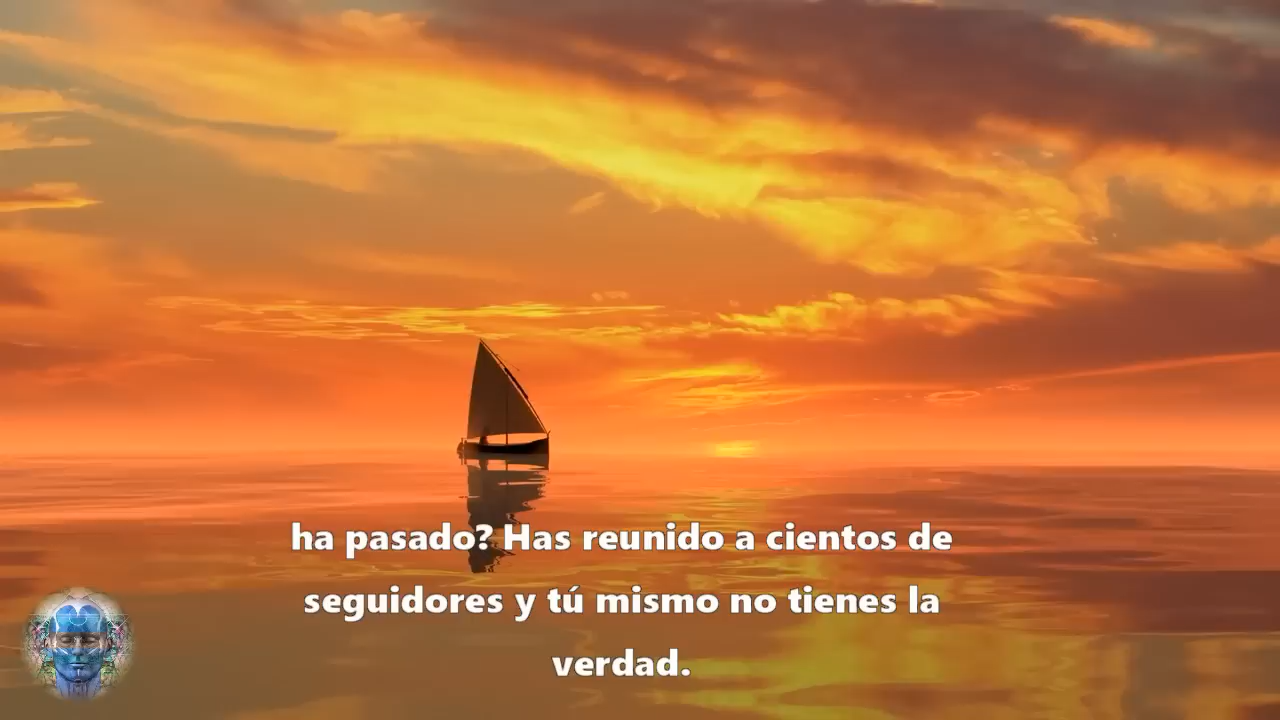 ha pasado? Has reunido a cientos de
seguidores y tú mismo no tienes la
verdad.